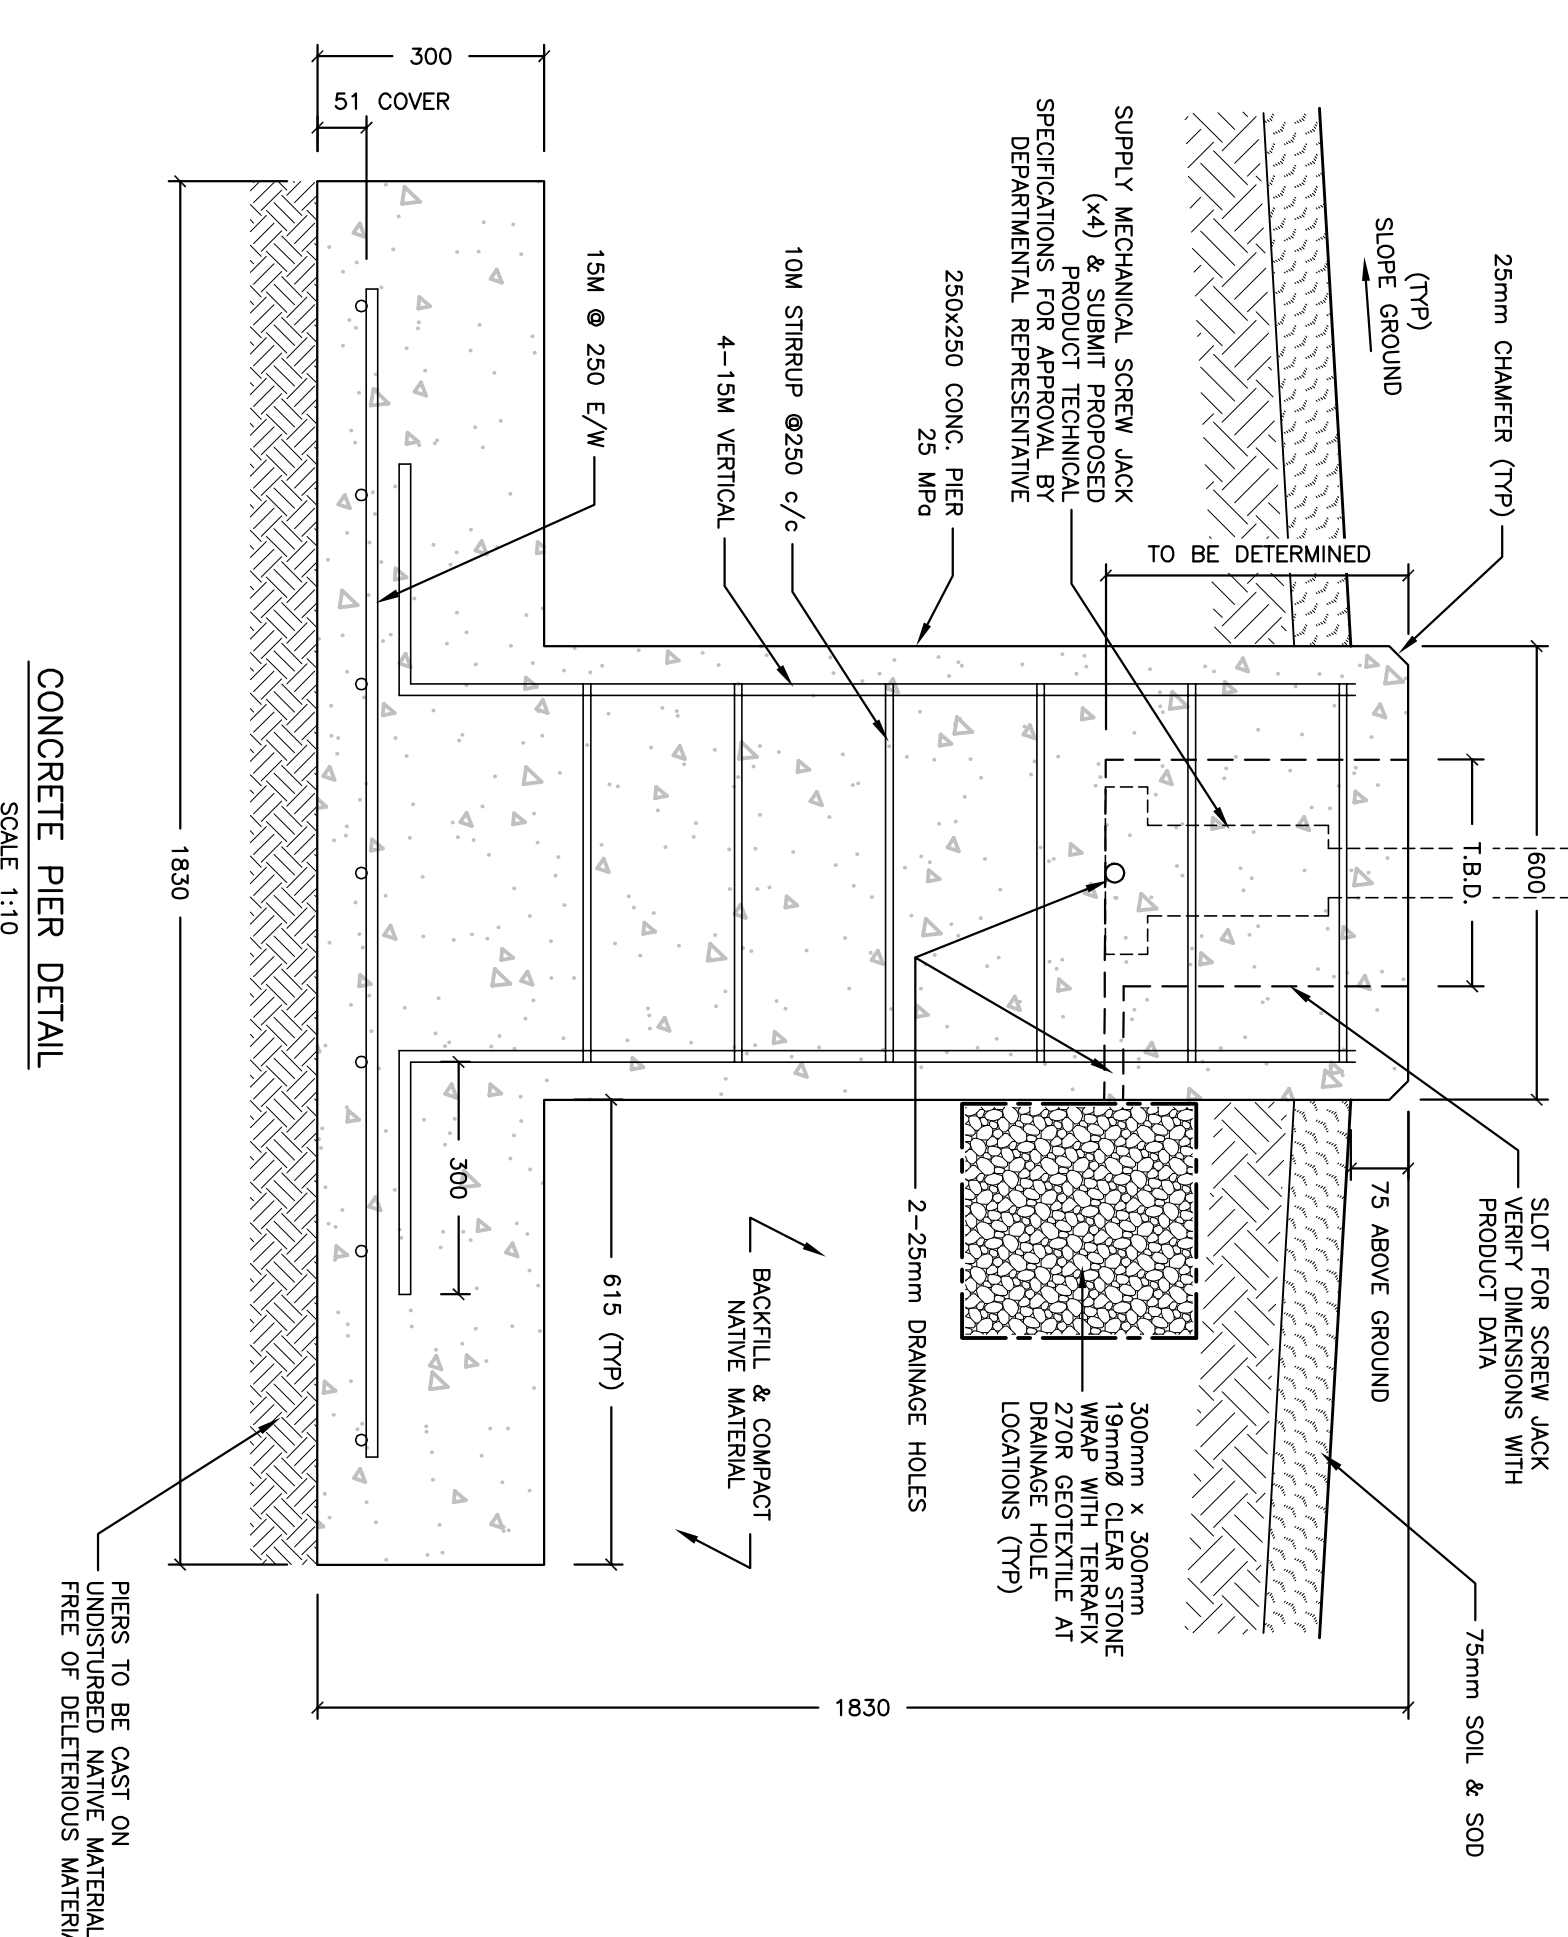 25mm CHAMFER (TYP)
(TYP)
SLOPE GROUND
SUPPLY MECHANICAL SCREW JACK
(x4) & SUBMIT PROPOSED
PRODUCT TECHNICAL
SPECIFICATIONS FOR APPROVAL BY
DEPARTMENTAL REPRESENTATIVE
250x250 CONC. PIER
25 MPa
10M STIRRUP @250 c/c
4-15M VERTICAL
15M @ 250 E/W
51 COVER
300
TO BE DETERMINED
600
T.B.D.
SLOT FOR SCREW JACK
VERIFY DIMENSIONS WITH
PRODUCT DATA
75 ABOVE GROUND
75mm SOIL & SOD
300mm x 300mm
19mmØ CLEAR STONE
WRAP WITH TERRAFIX
270R GEOTEXTILE AT
DRAINAGE HOLE
LOCATIONS (TYP)
2-25mm DRAINAGE HOLES
BACKFILL & COMPACT
NATIVE MATERIAL
615 (TYP)
300
1830
1830
PIERS TO BE CAST ON
UNDISTURBED NATIVE MATERIAL
FREE OF DELETERIOUS
CONCRETE PIER DETAIL
SCALE 1:10